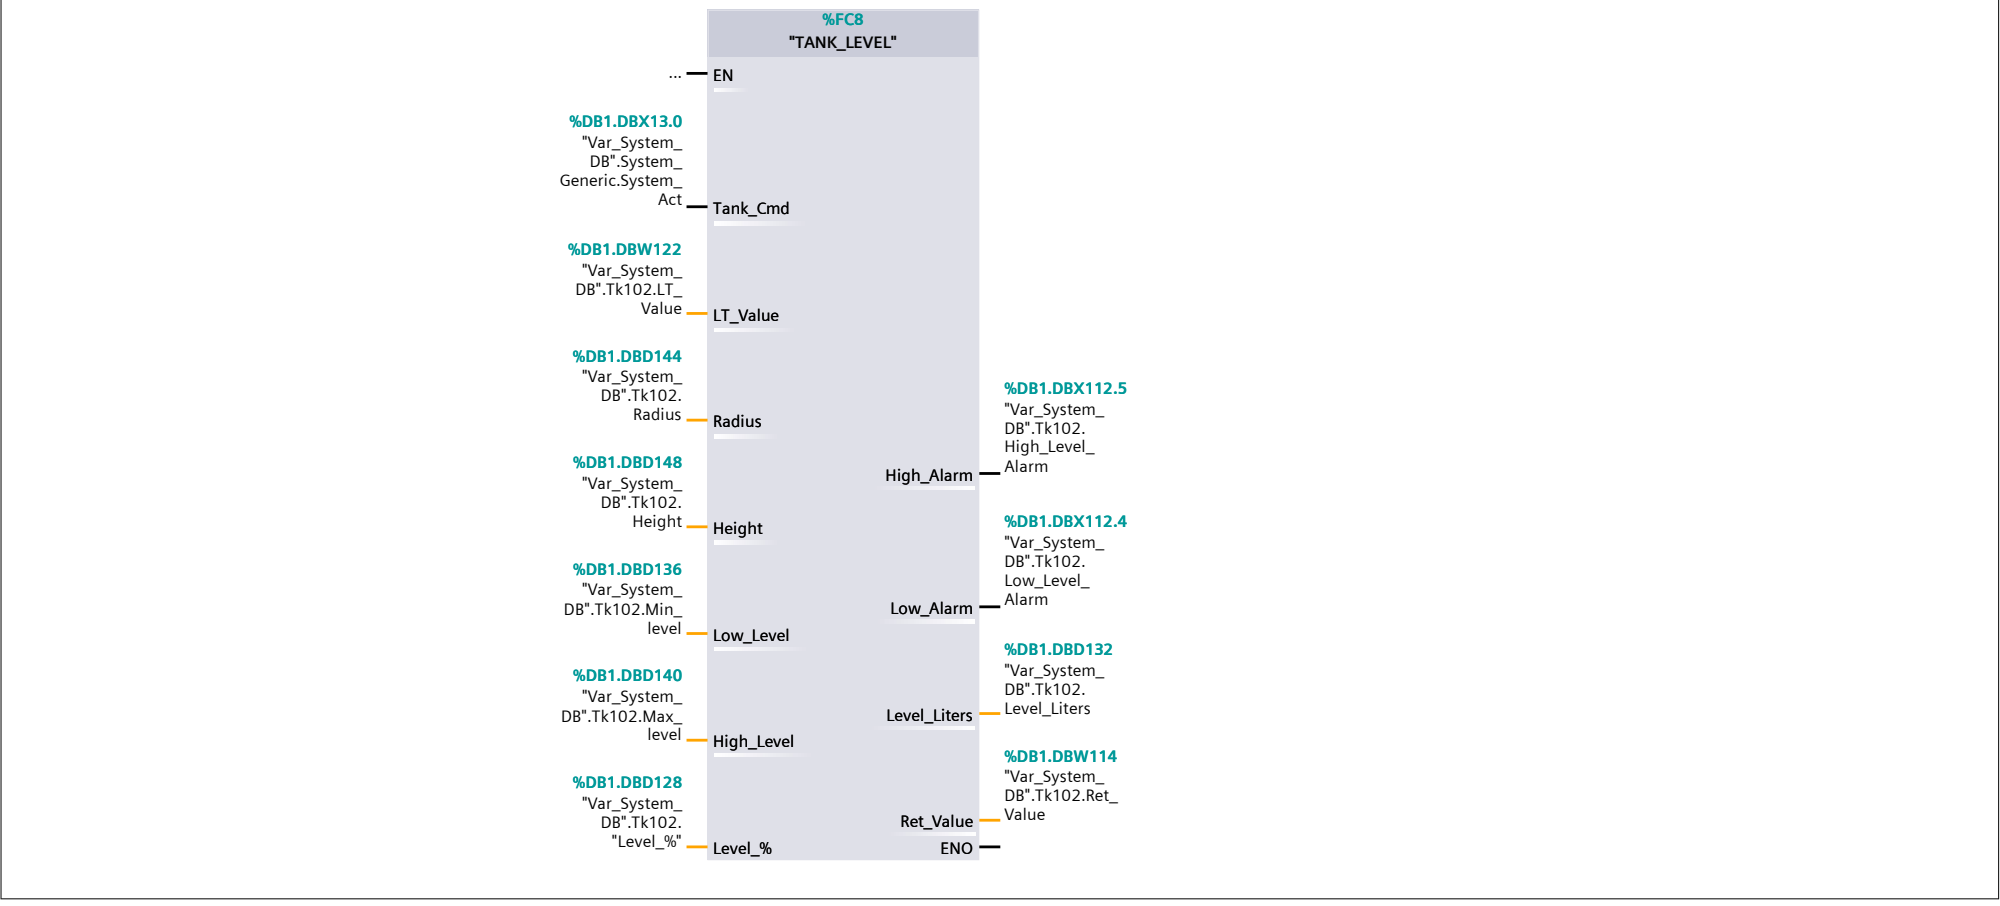 %FC8
"TANK_LEVEL"
... EN
%DB1.DBX13.0
"Var_System_
DB".System_
Generic.System_
Act
Tank_Cmd
%DB1.DBW122
"Var_System_
DB".Tk102.LT_
Value
LT_Value
%DB1.DBD144
"Var_System_
DB".Tk102.
Radius
Radius
%DB1.DBD148
"Var_System_
DB".Tk102.
Height
Height
%DB1.DBD136
"Var_System_
DB".Tk102.Min_
level
Low_Level
%DB1.DBD140
"Var_System_
DB".Tk102.Max_
level
High_Level
%DB1.DBD128
"Var_System_
DB".Tk102.
"Level_%"
Level_%
%DB1.DBX112.5
"Var_System_
DB".Tk102.
High_Level_
Alarm
High_Alarm
%DB1.DBX112.4
"Var_System_
DB".Tk102.
Low_Level_
Alarm
Low_Alarm
%DB1.DBD132
"Var_System_
DB".Tk102.
Level_Liters
Level_Liters
%DB1.DBW114
"Var_System_
DB".Tk102.Ret_
Value
Ret_Value
ENO